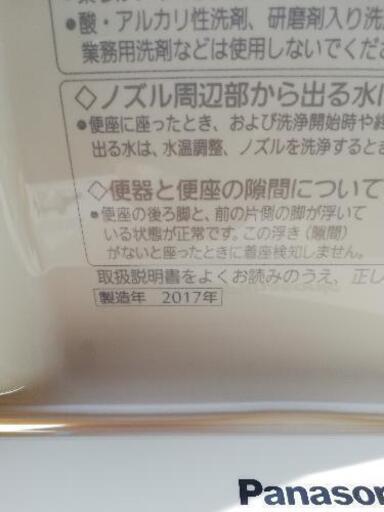 ●酸・アルカリ性洗剤、研磨剤入り洗
業務用洗剤などは使用しないでくださ
◇ノズル周辺部から出る水に
●便座に座ったとき、および洗浄開始時や
出る水は、水温調整、ノズルを洗浄するとき
◇便器と便座の隙間について
●便座の後ろ脚と、前の片側の脚が浮いて
いる状態が正常です。この浮き（隙間）
がないと座ったときに着座検知しません。
取扱説明書をよくお読みのうえ、正し
製造年 2017年
Panason